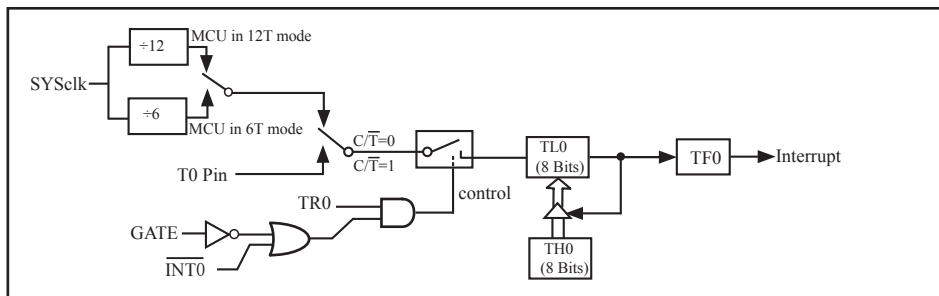 ÷12
MCU in 12T mode
SYSclk
÷6
MCU in 6T mode
C/T̅=0
C/T̅=1
T0 Pin
TR0
GATE
I̅N̅T̅0̅
control
TL0
(8 Bits)
TF0
Interrupt
TH0
(8 Bits)